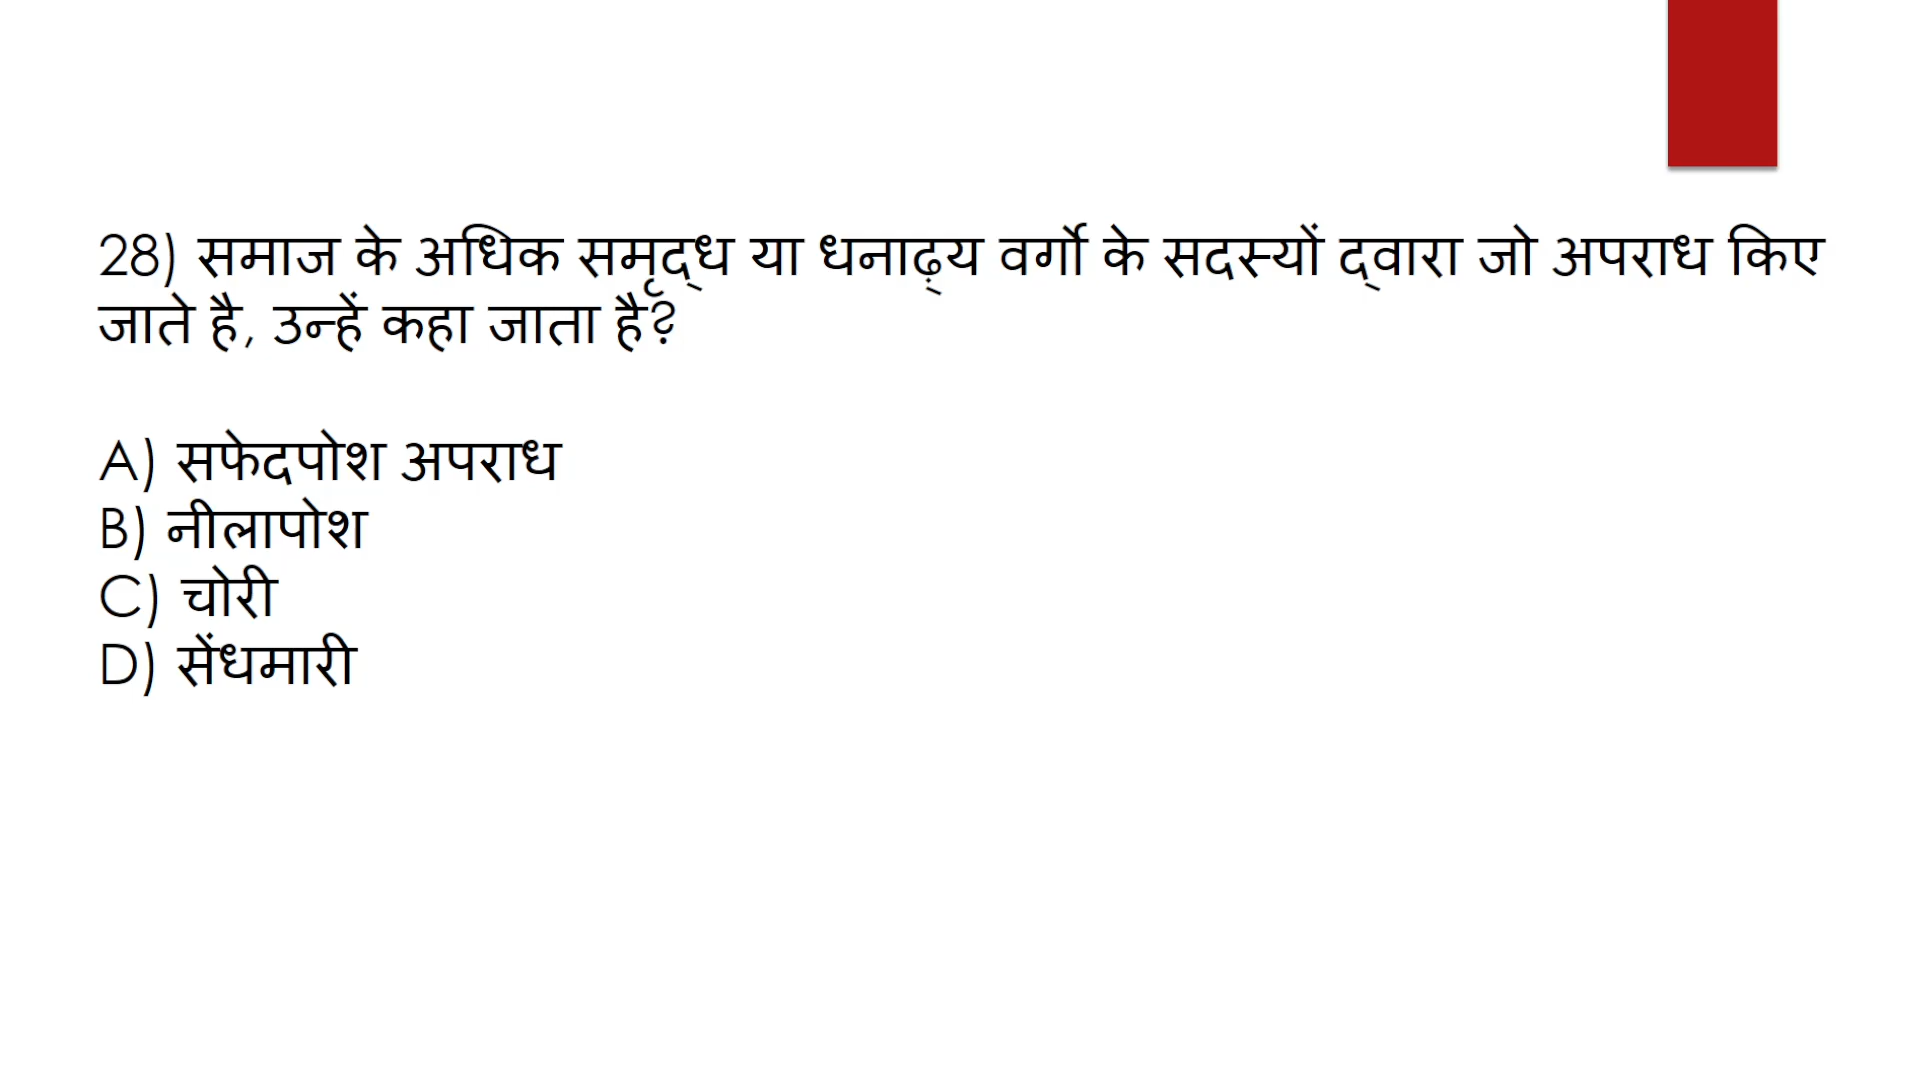 28) समाज के अधिक समृद्ध या धनाढ़्य वर्गो के सदस्यों द्वारा जो अपराध किए
जाते है, उन्हें कहा जाता है?
A) सफेदपोश अपराध
B) नीलापोश
C) चोरी
D) सेंधमारी